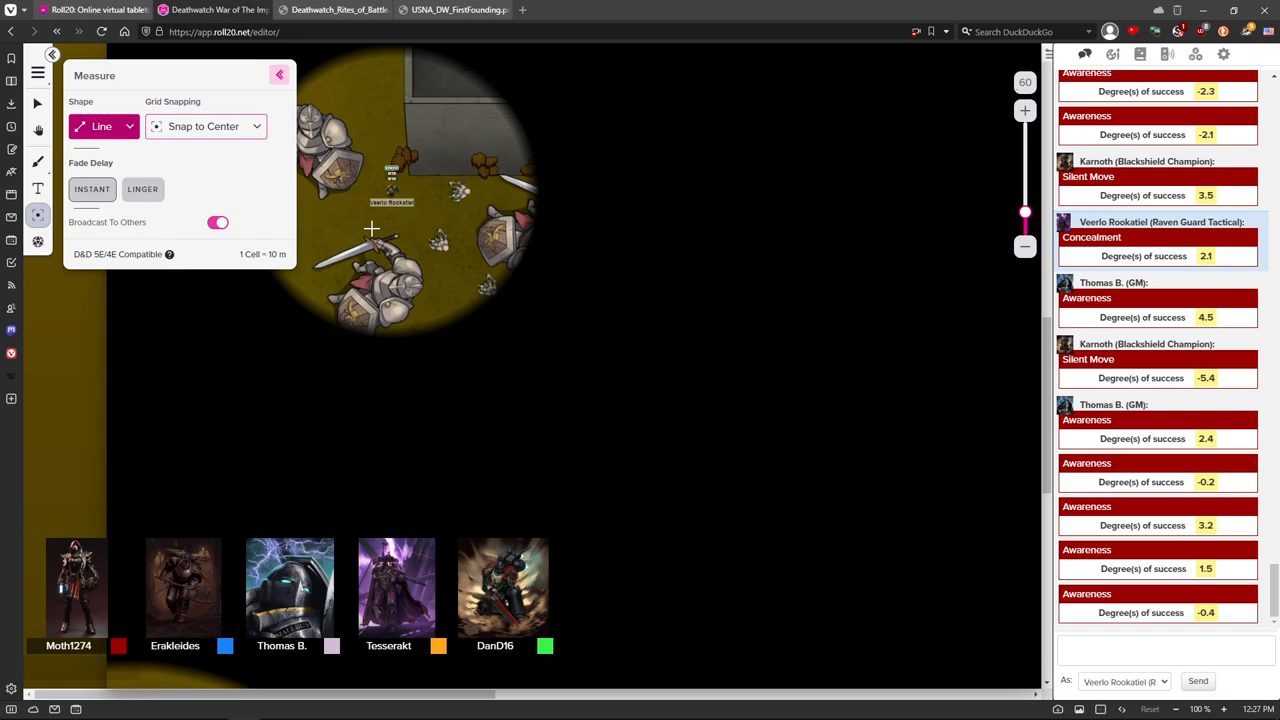 Roll20: Online virtual tablet
Deathwatch War of The Imp
Deathwatch_Rites_of_Battle.
USNA_DW_FirstFounding.p
https://app.roll20.net/editor/
Search DuckDuckGo
Measure
Shape
Grid Snapping
Line
Snap to Center
Fade Delay
INSTANT
LINGER
Broadcast To Others
D&D 5E/4E Compatible
1 Cell = 10 m
Veerlo Rookatiel
60
Awareness
Degree(s) of success -2.3
Awareness
Degree(s) of success -2.1
Karnoth (Blackshield Champion):
Silent Move
Degree(s) of success 3.5
Veerlo Rookatiel (Raven Guard Tactical):
Concealment
Degree(s) of success 2.1
Thomas B. (GM):
Awareness
Degree(s) of success 4.5
Karnoth (Blackshield Champion):
Silent Move
Degree(s) of success -5.4
Thomas B. (GM):
Awareness
Degree(s) of success 2.4
Awareness
Degree(s) of success -0.2
Awareness
Degree(s) of success 3.2
Awareness
Degree(s) of success 1.5
Awareness
Degree(s) of success -0.4
Moth1274
Erakleides
Thomas B.
Tesserakt
DanD16
As:
Veerlo Rookatiel (R
Send
Reset
100 %
12:27 PM